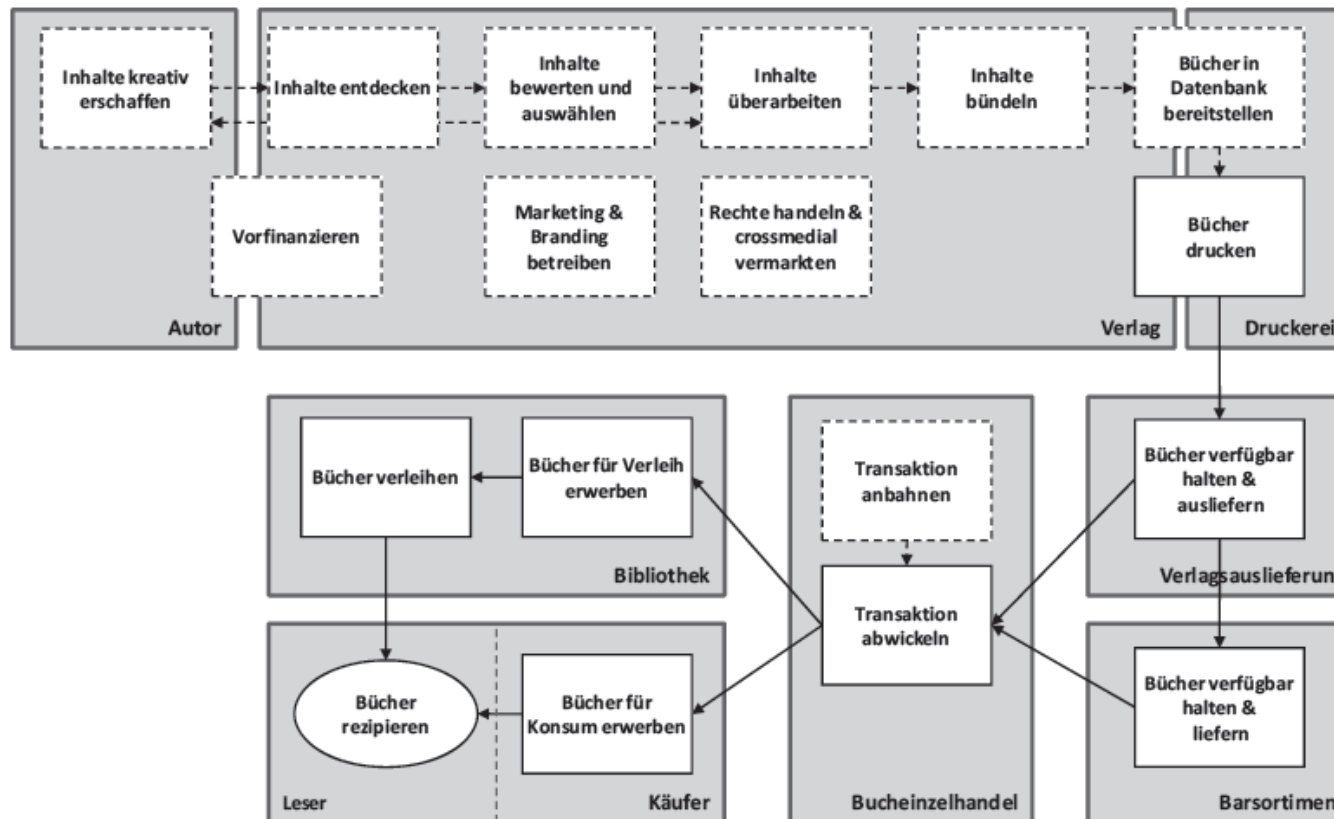 Inhalte kreativ
erschaffen
Inhalte entdecken
Inhalte
bewerten und
auswählen
Inhalte
überarbeiten
Inhalte
bündeln
Bücher in
Datenbank
bereitstellen
Vorfinanzieren
Marketing &
Branding
betreiben
Rechte handeln &
crossmedial
vermarkten
Bücher
drucken
Autor
Verlag
Druckerei
Bücher verleihen
Bücher für Verleih
erwerben
Transaktion
anbahnen
Bücher verfügbar
halten &
ausliefern
Bibliothek
Verlagsauslieferun
Transaktion
abwickeln
Bücher
rezipieren
Bücher für
Konsum erwerben
Bücher verfügbar
halten &
liefern
Leser
Käufer
Bucheinzelhandel
Barsortimen